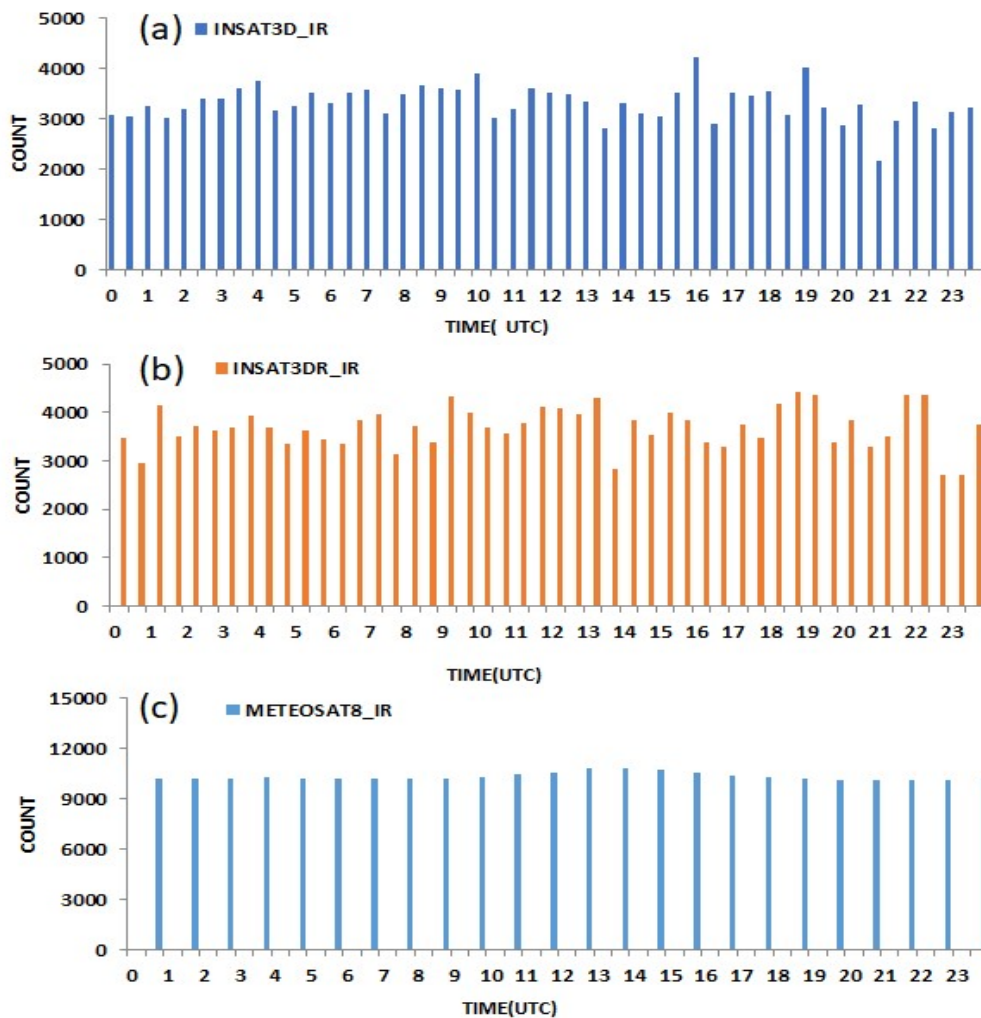 (a) INSAT3D_IR
5000
4000
3000
2000
1000
0
COUNT
0 1 2 3 4 5 6 7 8 9 10 11 12 13 14 15 16 17 18 19 20 21 22 23
TIME( UTC)
(b) INSAT3DR_IR
5000
4000
3000
2000
1000
0
COUNT
0 1 2 3 4 5 6 7 8 9 10 11 12 13 14 15 16 17 18 19 20 21 22 23
TIME(UTC)
(c) METEOSAT8_IR
15000
12000
9000
6000
3000
0
COUNT
0 1 2 3 4 5 6 7 8 9 10 11 12 13 14 15 16 17 18 19 20 21 22 23
TIME(UTC)